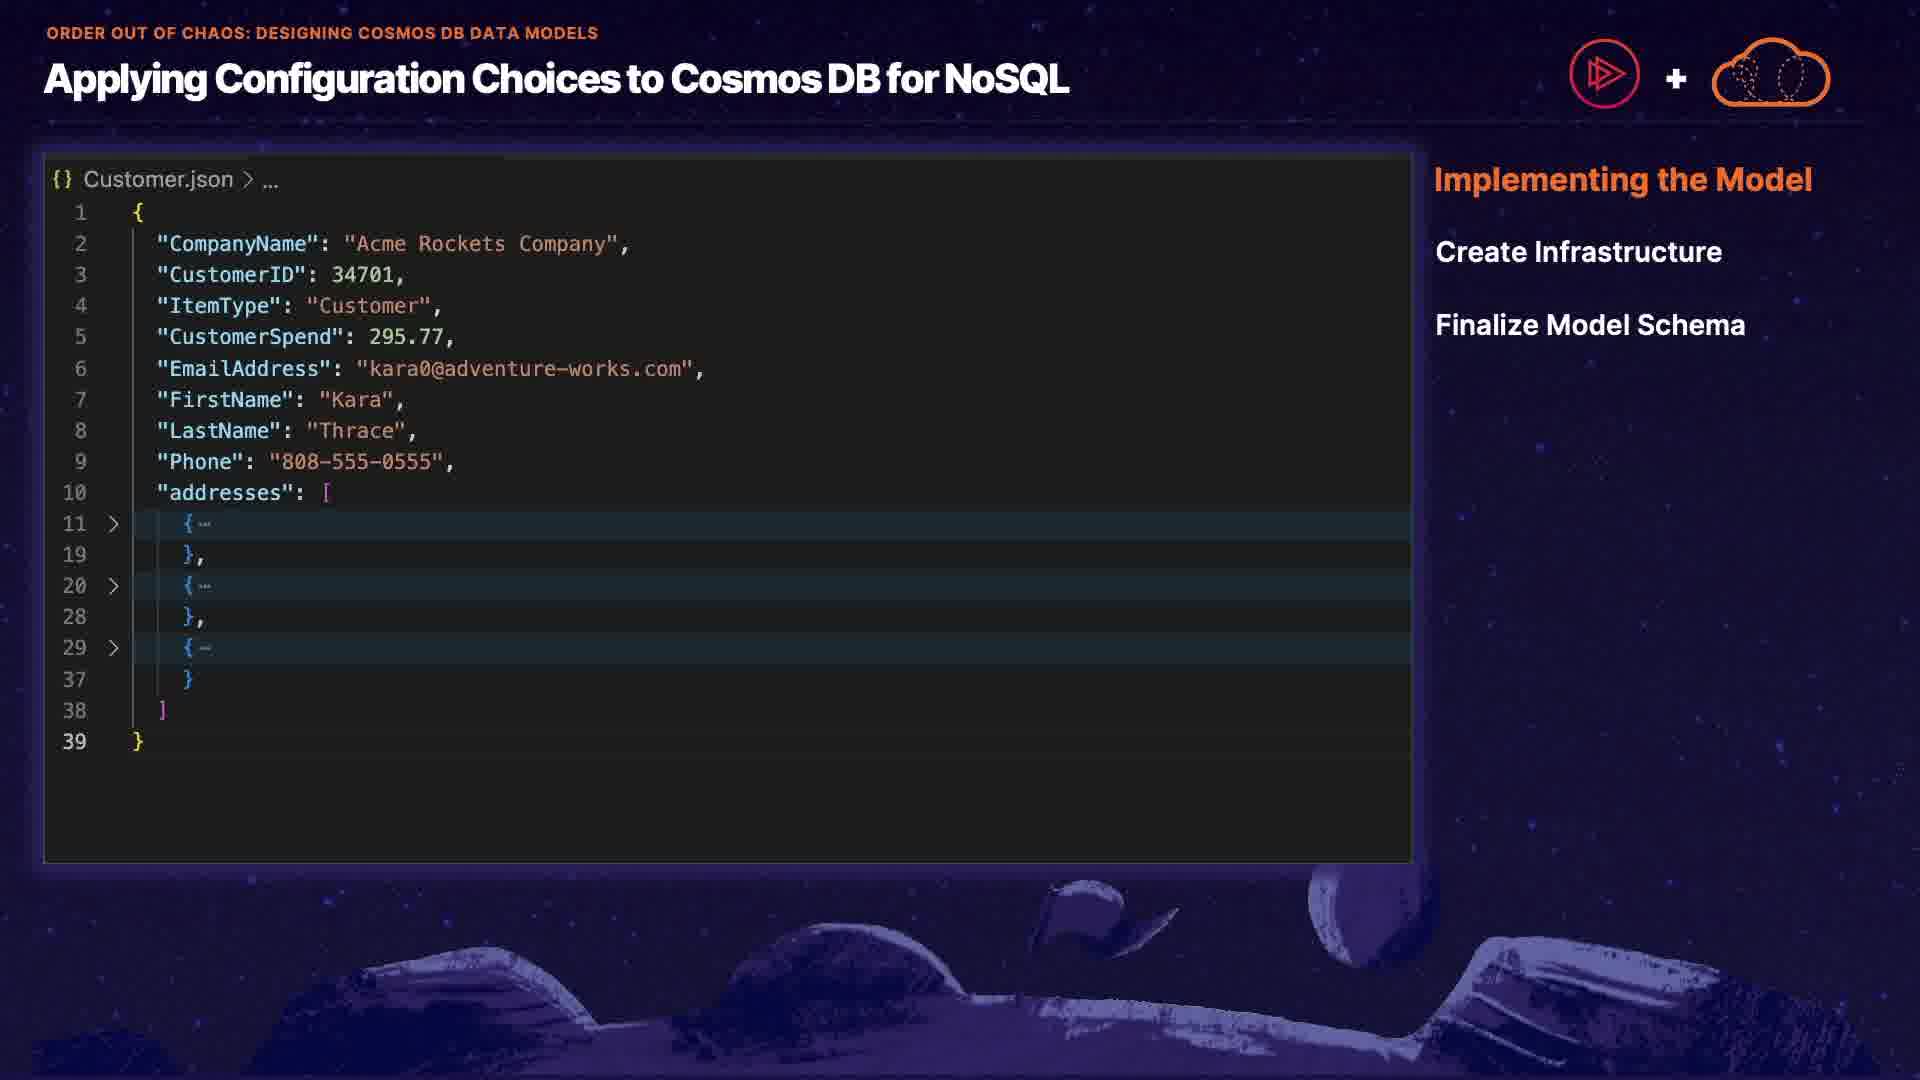 ORDER OUT OF CHAOS: DESIGNING COSMOS DB DATA MODELS
Applying Configuration Choices to Cosmos DB for NoSQL
+
{} Customer.json > ...
1 {
2 "CompanyName": "Acme Rockets Company",
3 "CustomerID": 34701,
4 "ItemType": "Customer",
5 "CustomerSpend": 295.77,
6 "EmailAddress": "kara0@adventure-works.com",
7 "FirstName": "Kara",
8 "LastName": "Thrace",
9 "Phone": "808-555-0555",
10 "addresses": [
11 > {…
19 },
20 > {…
28 },
29 > {…
37 }
38 ]
39 }
Implementing the Model
Create Infrastructure
Finalize Model Schema